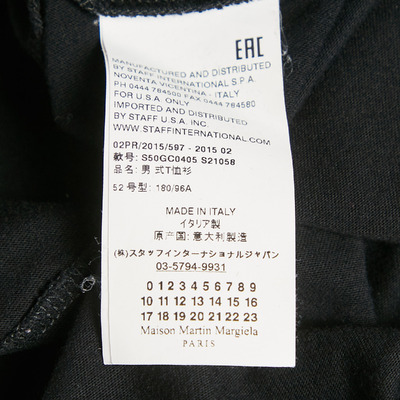 EAC
MANUFACTURED AND DISTRIBUTED
BY STAFF INTERNATIONAL S.P.A.
NOVENTA VICENTINA - ITALY
PH 0444 784500 FAX 0444 784580
FOR U.S.A. ONLY
IMPORTED AND DISTRIBUTED
BY STAFF U.S.A. INC.
WWW.STAFFINTERNATIONAL.COM
02PR/2015/597 - 2015 02
款号: S50GC0405 S21058
品名: 男 式T恤衫
52 号型: 180/96A
MADE IN ITALY
イタリア製
原产国: 意大利製造
(株)スタッフインターナショナルジャパン
03-5794-9931
0 1 2 3 4 5 6 7 8 9
10 11 12 13 14 15 16
17 18 19 20 21 22 23
Maison Martin Margiela
PARIS